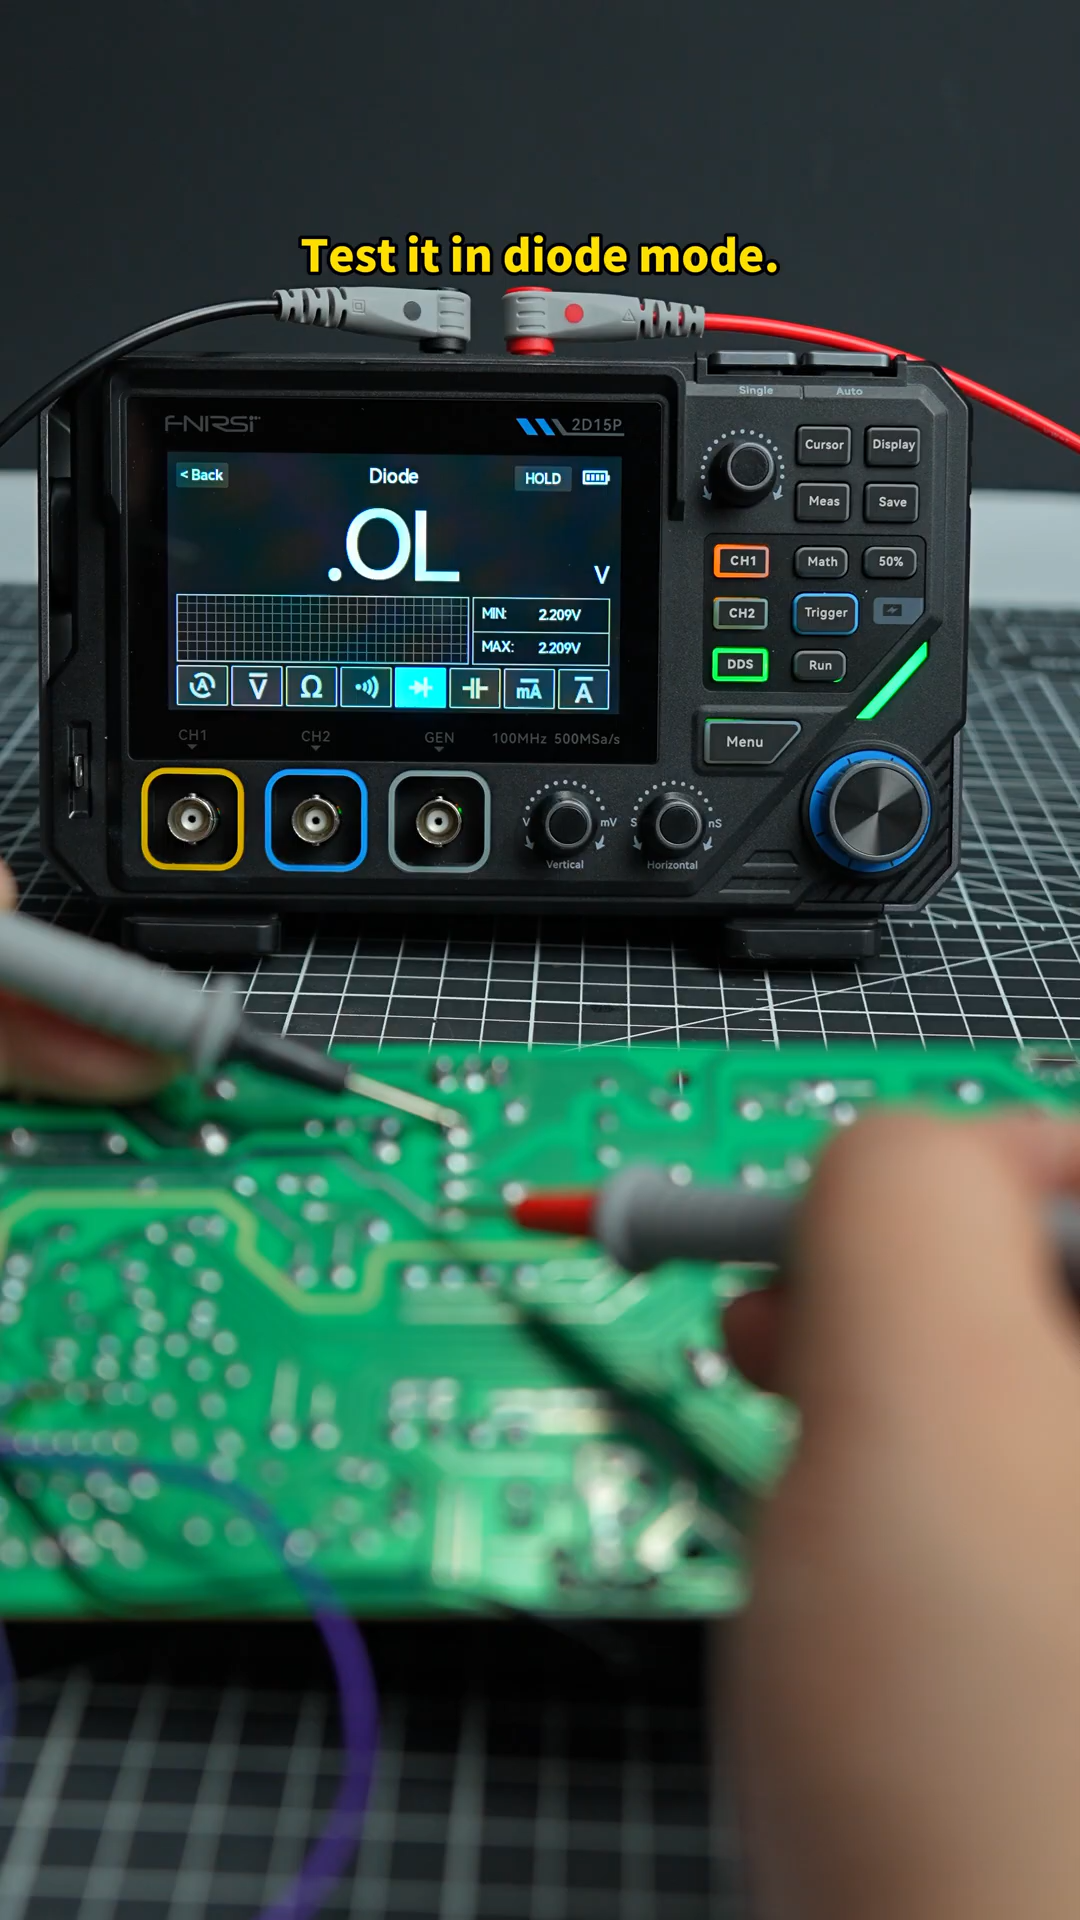 Test it in diode mode.
Single Auto
FNIRSI 2D15P
Cursor Display
< Back Diode HOLD
Meas Save
.OL V
CH1 Math 50%
MIN: 2.209V
CH2 Trigger
MAX: 2.209V
DDS Run
A V Ω mA A
CH1 CH2 GEN 100MHz 500MSa/s
Menu
V mV S nS
Vertical Horizontal